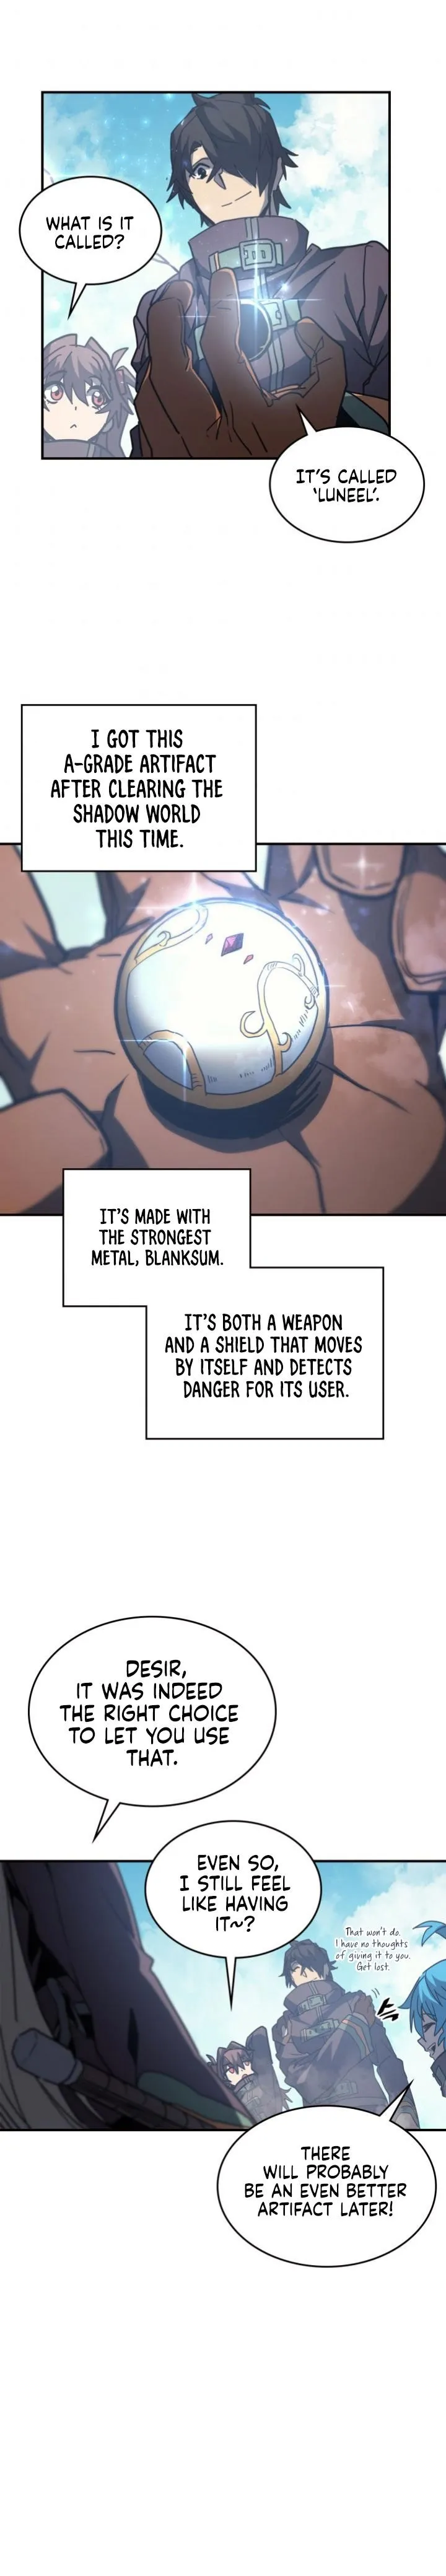 WHAT IS IT
CALLED?
IT'S CALLED
'LUNEEL'.
I GOT THIS
A-GRADE ARTIFACT
AFTER CLEARING THE
SHADOW WORLD
THIS TIME.
IT'S MADE WITH
THE STRONGEST
METAL, BLANKSUM.
IT'S BOTH A WEAPON
AND A SHIELD THAT MOVES
BY ITSELF AND DETECTS
DANGER FOR ITS USER.
DESIR,
IT WAS INDEED
THE RIGHT CHOICE
TO LET YOU USE
THAT.
EVEN SO,
I STILL FEEL
LIKE HAVING
IT~?
That won't do.
I have no thoughts
of giving it to you.
Get lost.
THERE
WILL PROBABLY
BE AN EVEN BETTER
ARTIFACT LATER!